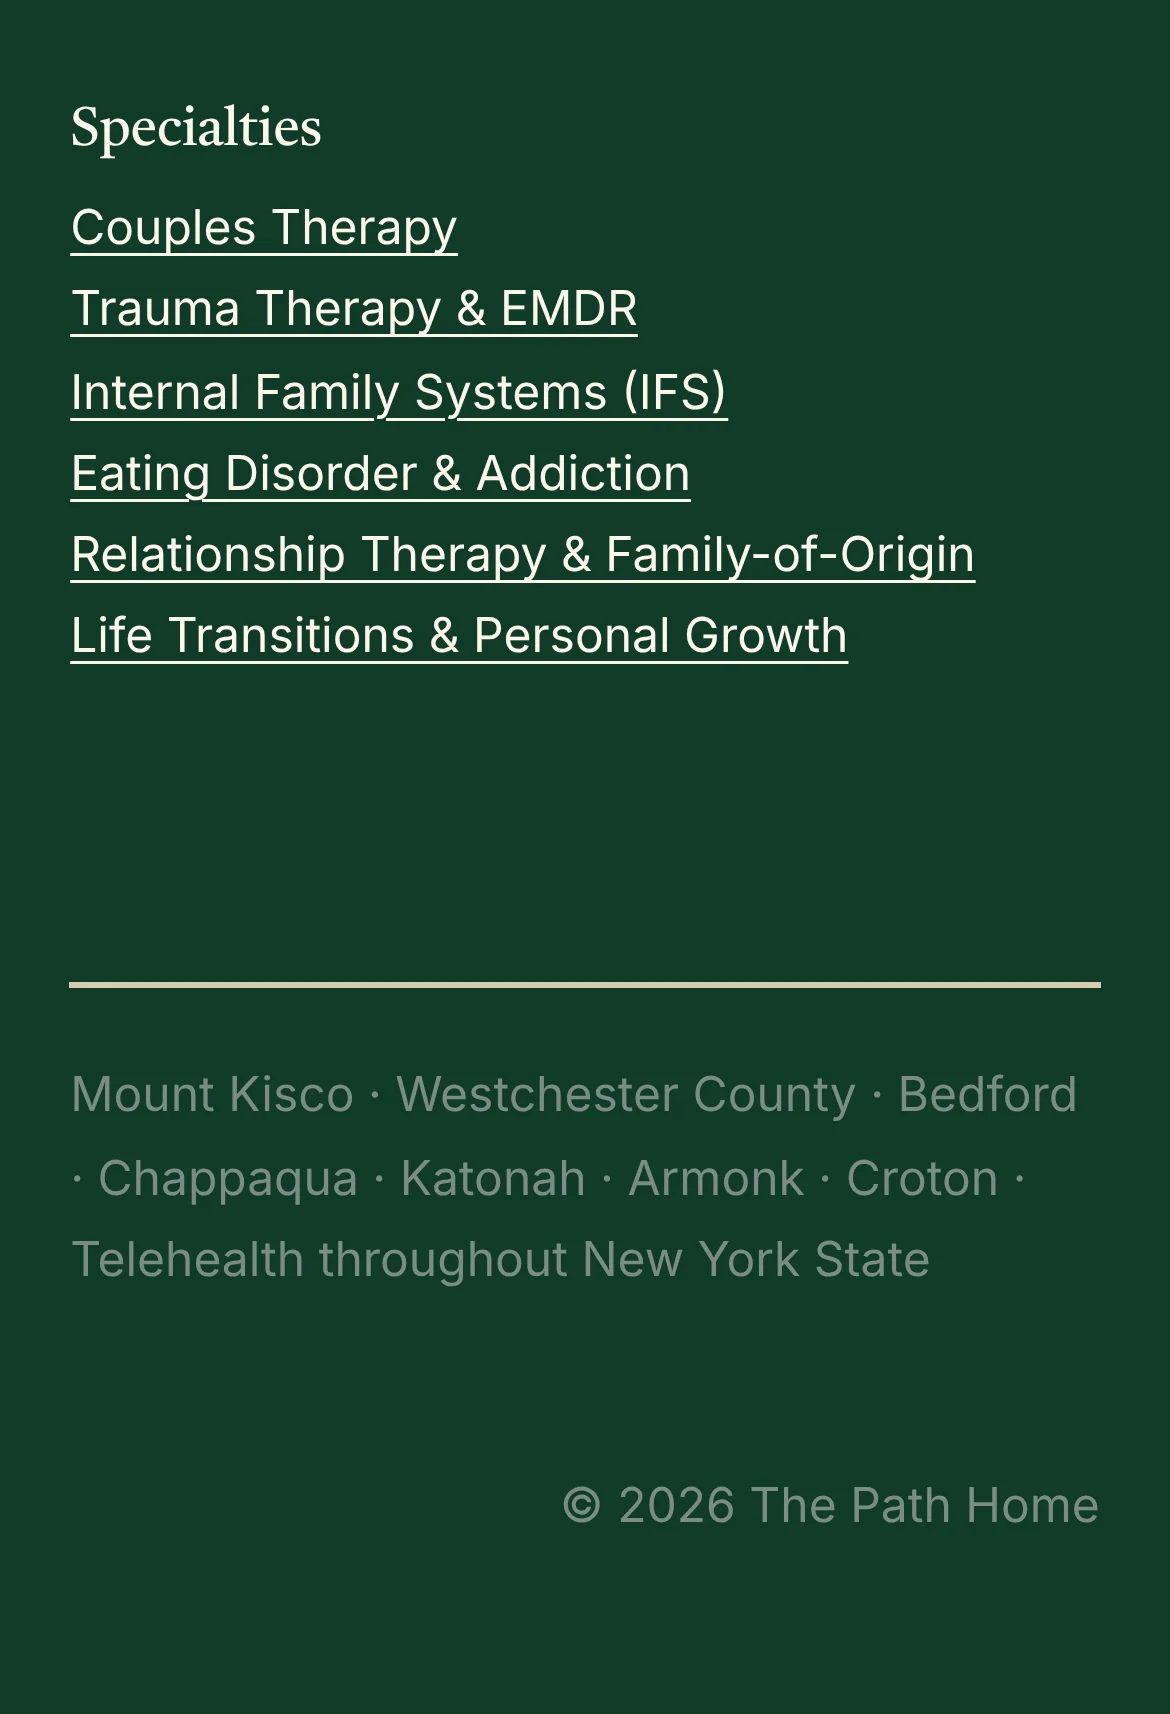 Specialties
Couples Therapy
Trauma Therapy & EMDR
Internal Family Systems (IFS)
Eating Disorder & Addiction
Relationship Therapy & Family-of-Origin
Life Transitions & Personal Growth
Mount Kisco · Westchester County · Bedford
· Chappaqua · Katonah · Armonk · Croton ·
Telehealth throughout New York State
© 2026 The Path Home